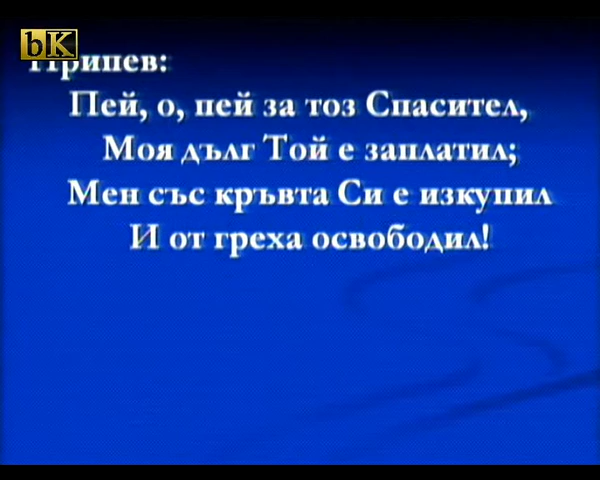 bK
Припев:
Пей, о, пей за тоз Спасител,
Моя дълг Той е заплатил;
Мен със кръвта Си е изкупил
И от греха освободил!